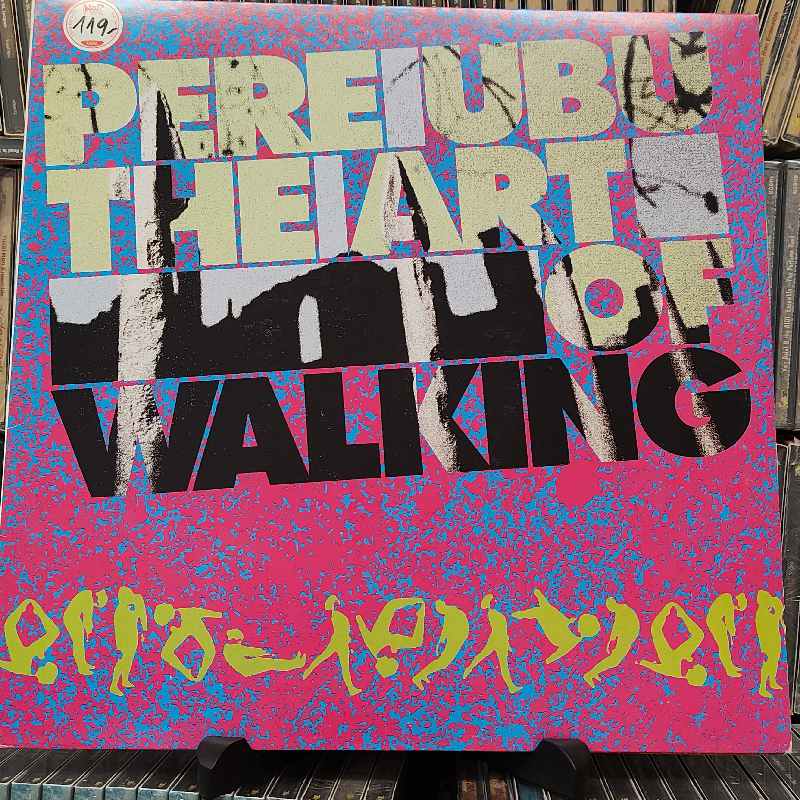 119,-
PERE UBU
THE ART
OF
WALKING